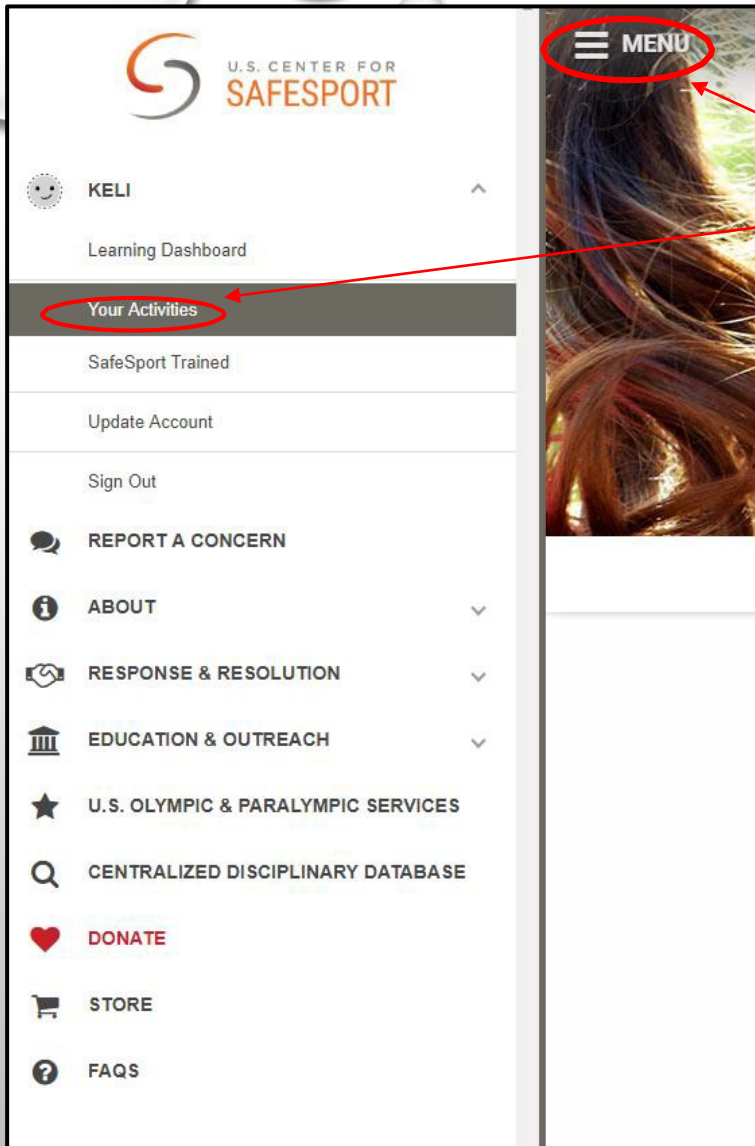 U.S. CENTER FOR
SAFESPORT
MENU
KELI
Learning Dashboard
Your Activities
SafeSport Trained
Update Account
Sign Out
REPORT A CONCERN
ABOUT
RESPONSE & RESOLUTION
EDUCATION & OUTREACH
U.S. OLYMPIC & PARALYMPIC SERVICES
CENTRALIZED DISCIPLINARY DATABASE
DONATE
STORE
FAQS